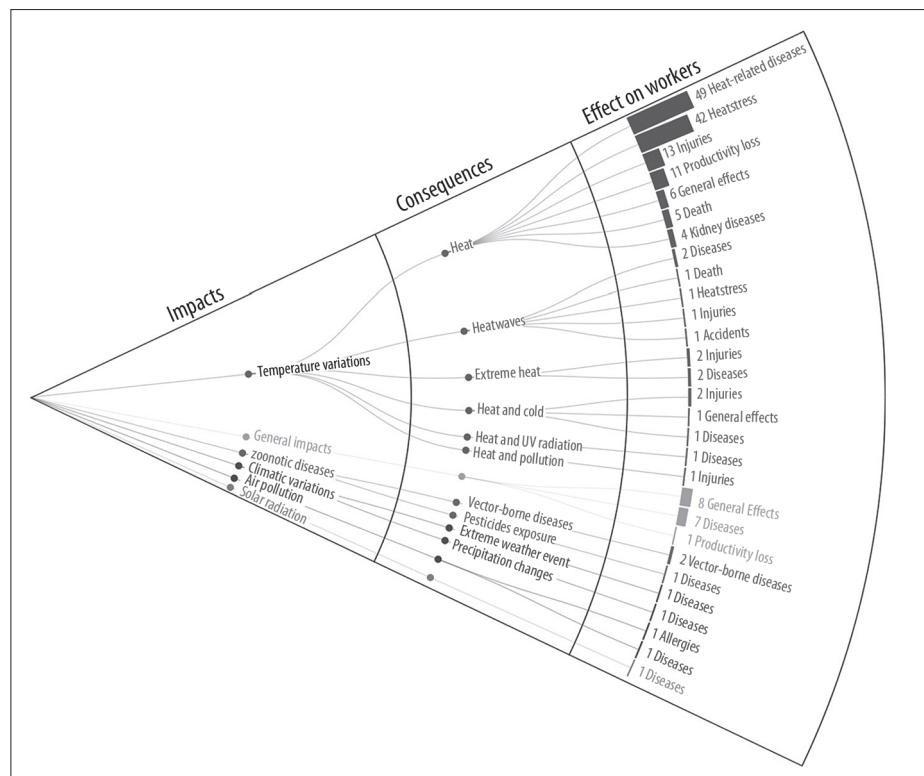 Impacts
Consequences
Effect on workers
Temperature variations
General impacts
zoonotic diseases
Climatic variations
Air pollution
Solar radiation
Heat
Heatwaves
Extreme heat
Heat and cold
Heat and UV radiation
Heat and pollution
Vector-borne diseases
Pesticides exposure
Extreme weather event
Precipitation changes
49 Heat-related diseases
42 Heatstress
13 Injuries
11 Productivity loss
6 General effects
5 Death
4 Kidney diseases
2 Diseases
1 Death
1 Heatstress
1 Injuries
1 Accidents
2 Injuries
2 Diseases
2 Injuries
1 General effects
1 Diseases
1 Diseases
1 Injuries
8 General Effects
7 Diseases
1 Productivity loss
2 Vector-borne diseases
1 Diseases
1 Diseases
1 Diseases
1 Allergies
1 Diseases
1 Diseases